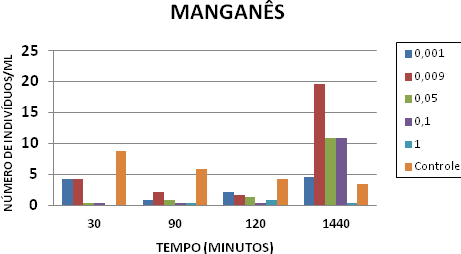 MANGANÊS
NÚMERO DE INDIVÍDUOS/ML
25
20
15
10
5
0
30 90 120 1440
TEMPO (MINUTOS)
0,001
0,009
0,05
0,1
1
Controle